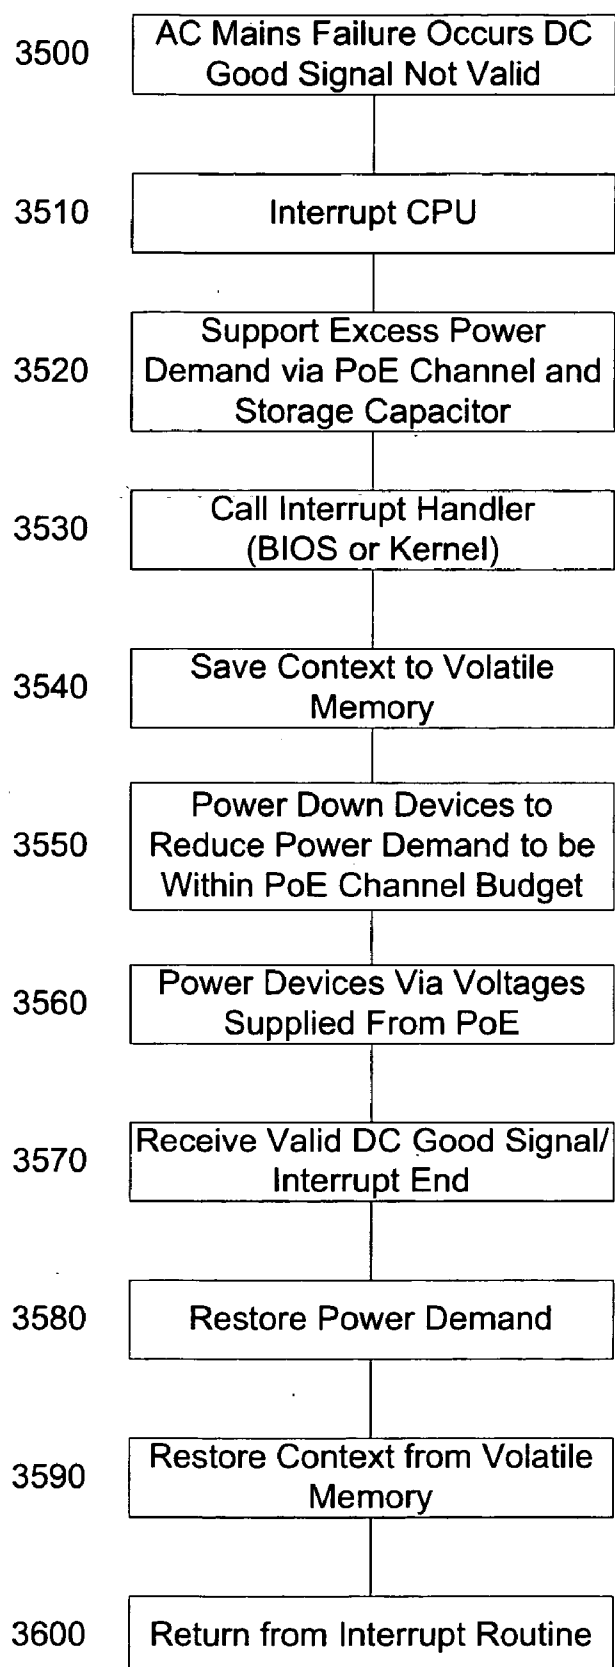 3500
AC Mains Failure Occurs DC
Good Signal Not Valid
3510
Interrupt CPU
3520
Support Excess Power
Demand via PoE Channel and
Storage Capacitor
3530
Call Interrupt Handler
(BIOS or Kernel)
3540
Save Context to Volatile
Memory
3550
Power Down Devices to
Reduce Power Demand to be
Within PoE Channel Budget
3560
Power Devices Via Voltages
Supplied From PoE
3570
Receive Valid DC Good Signal/
Interrupt End
3580
Restore Power Demand
3590
Restore Context from Volatile
Memory
3600
Return from Interrupt Routine